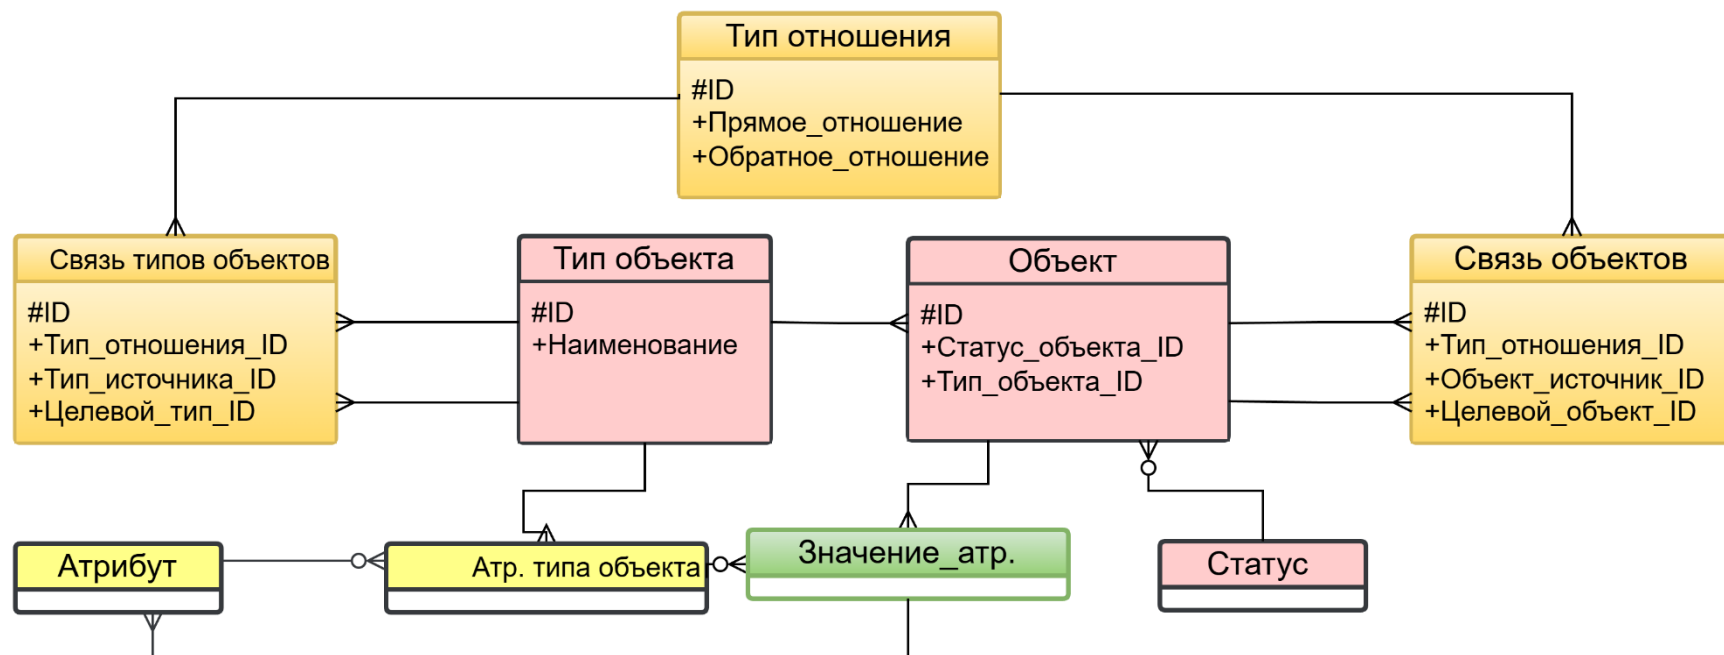 Тип отношения
#ID
+Прямое_отношение
+Обратное_отношение
Связь типов объектов
#ID
+Тип_отношения_ID
+Тип_источника_ID
+Целевой_тип_ID
Тип объекта
#ID
+Наименование
Объект
#ID
+Статус_объекта_ID
+Тип_объекта_ID
Связь объектов
#ID
+Тип_отношения_ID
+Объект_источник_ID
+Целевой_объект_ID
Атрибут
Атр. типа объекта
Значение_атр.
Статус